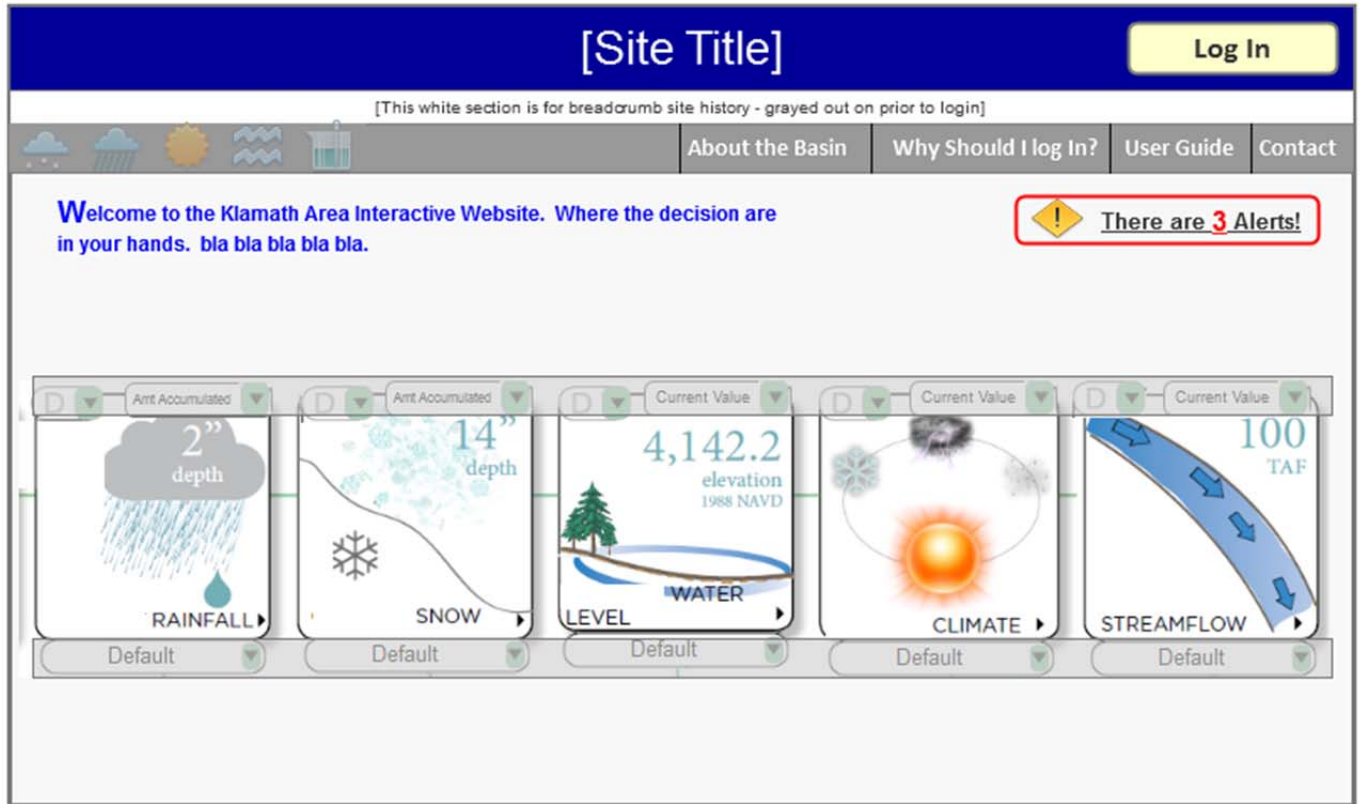 [Site Title]
Log In
[This white section is for breadcrumb site history - grayed out on prior to login]
About the Basin
Why Should I log In?
User Guide
Contact
Welcome to the Klamath Area Interactive Website. Where the decision are
in your hands. bla bla bla bla bla.
! There are 3 Alerts!
D
Amt Accumulated
D
Amt Accumulated
D
Current Value
D
Current Value
D
Current Value
2”
depth
RAINFALL
14”
depth
SNOW
4,142.2
elevation
1988 NAVD
WATER
LEVEL
CLIMATE
100
TAF
STREAMFLOW
Default
Default
Default
Default
Default